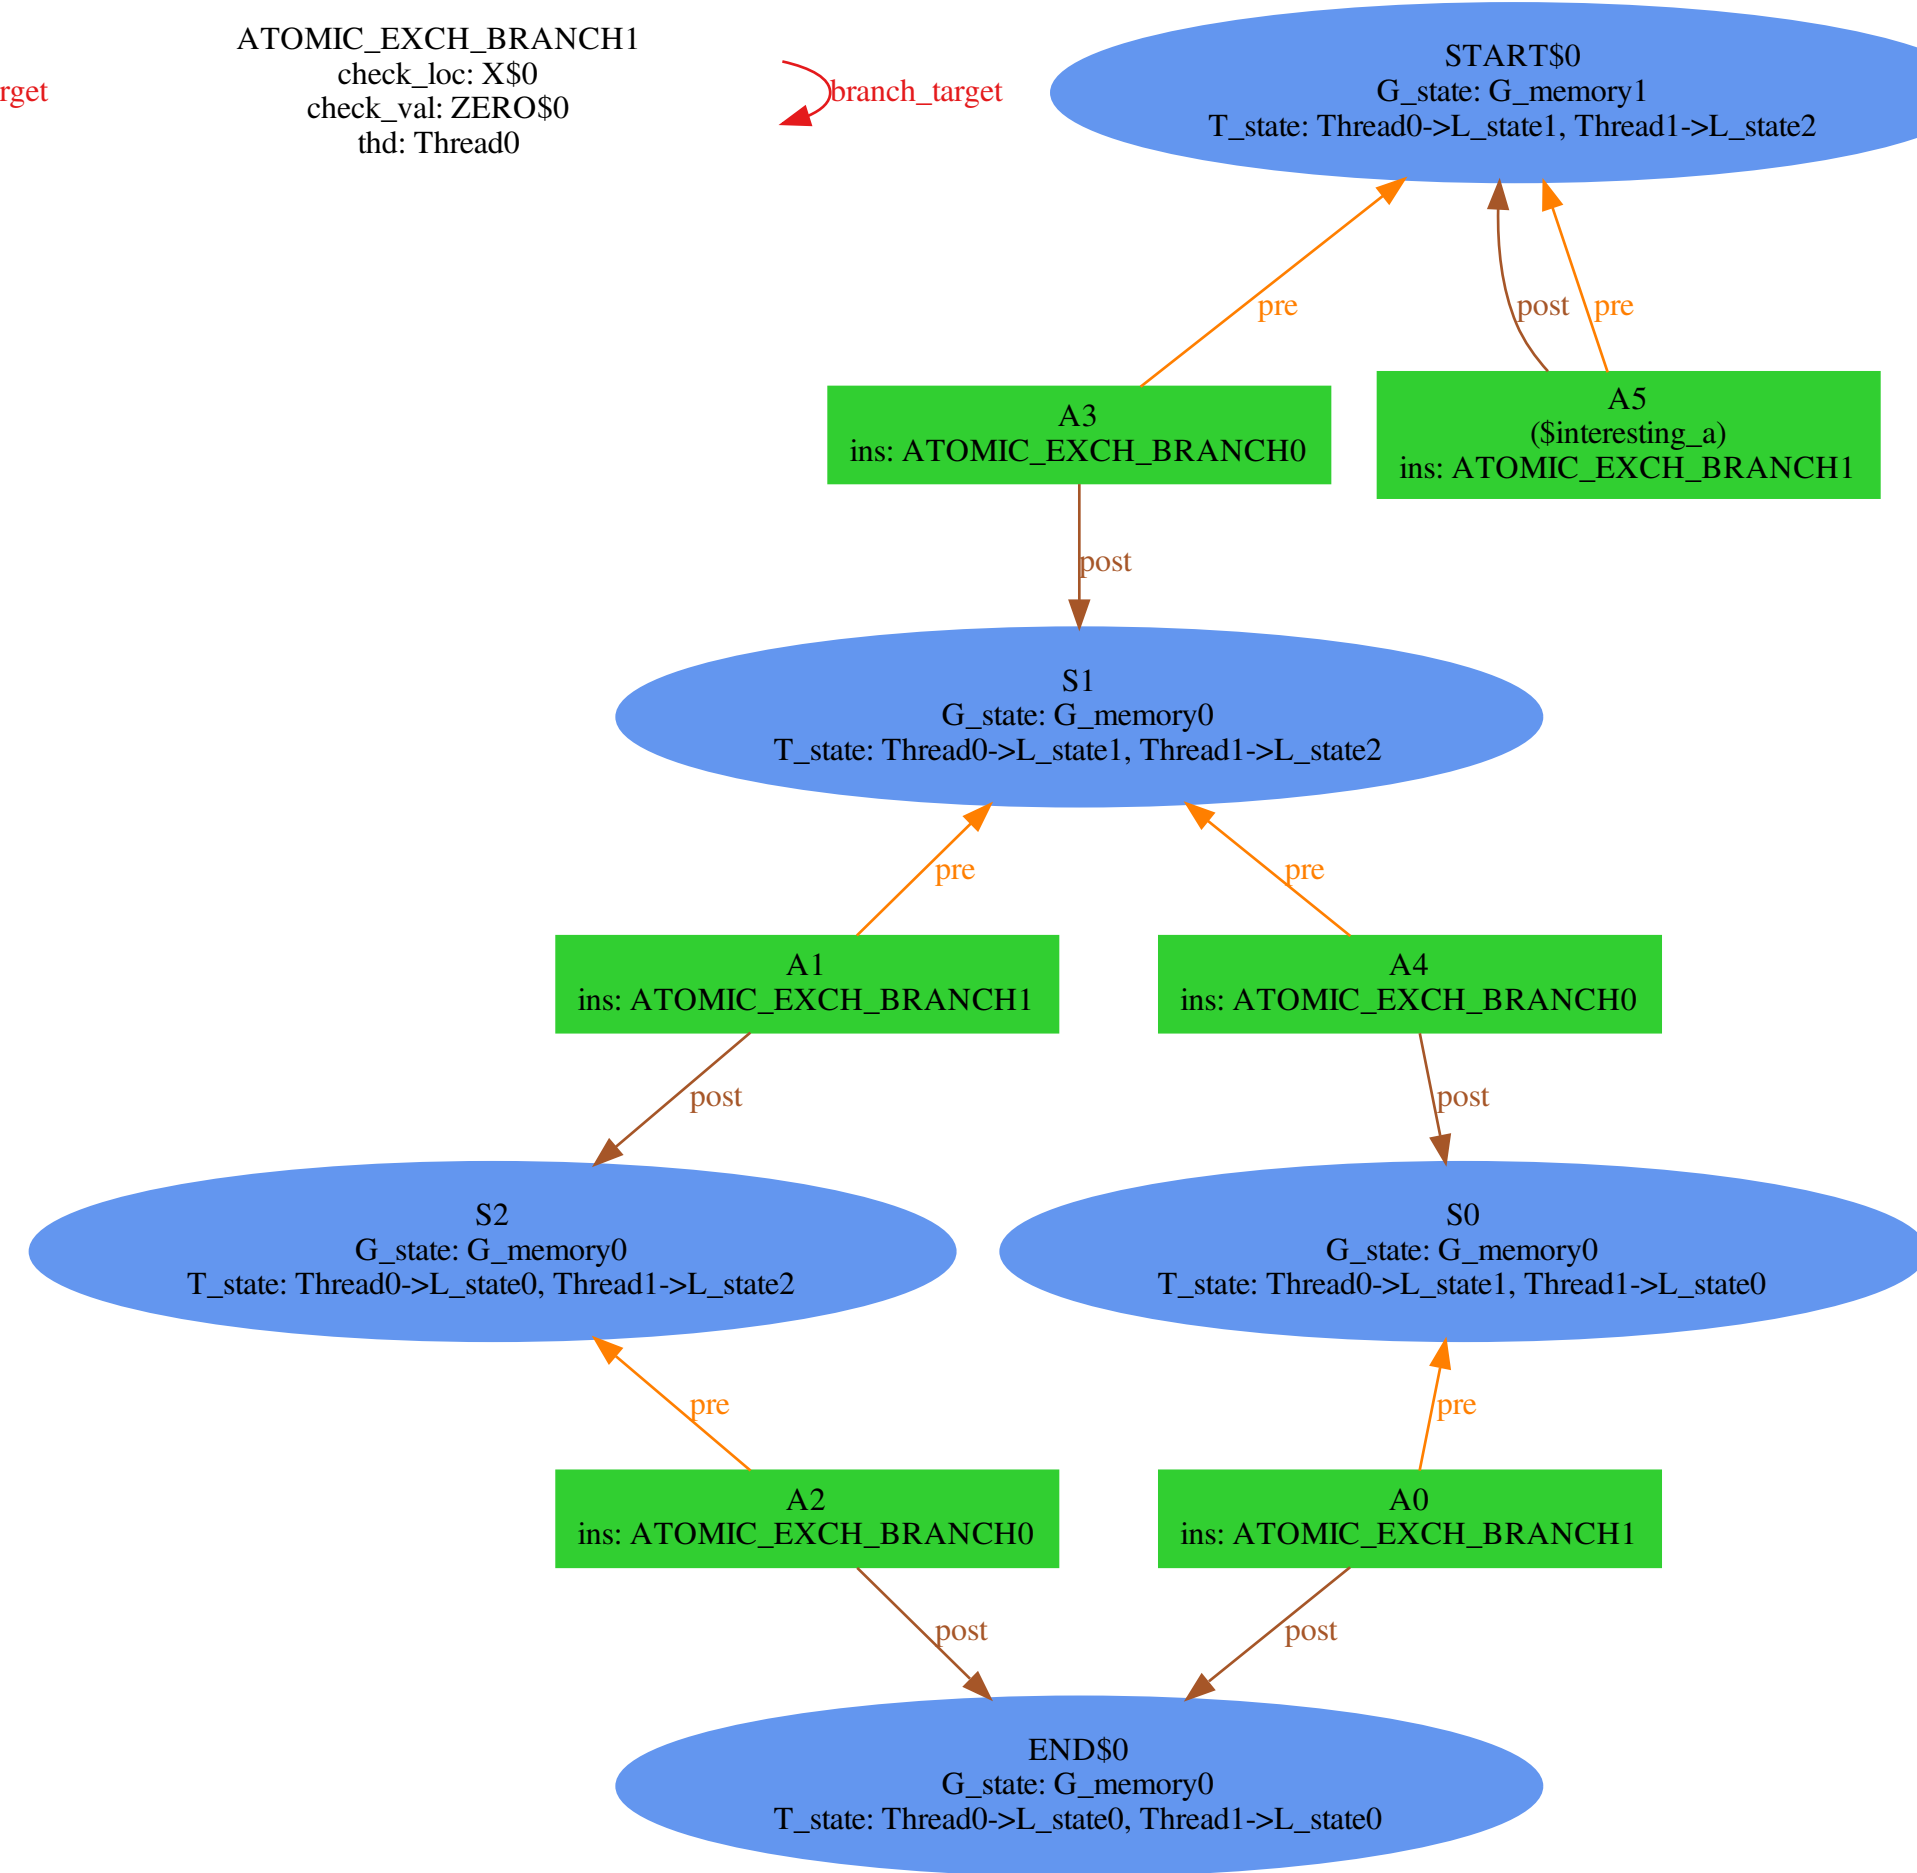 ATOMIC_EXCH_BRANCH1
check_loc: X$0
check_val: ZERO$0
thd: Thread0
rget
branch_target
START$0
G_state: G_memory1
T_state: Thread0->L_state1, Thread1->L_state2
pre
post
pre
A3
ins: ATOMIC_EXCH_BRANCH0
A5
($interesting_a)
ins: ATOMIC_EXCH_BRANCH1
post
S1
G_state: G_memory0
T_state: Thread0->L_state1, Thread1->L_state2
pre
pre
A1
ins: ATOMIC_EXCH_BRANCH1
A4
ins: ATOMIC_EXCH_BRANCH0
post
post
S2
G_state: G_memory0
T_state: Thread0->L_state0, Thread1->L_state2
S0
G_state: G_memory0
T_state: Thread0->L_state1, Thread1->L_state0
pre
pre
A2
ins: ATOMIC_EXCH_BRANCH0
A0
ins: ATOMIC_EXCH_BRANCH1
post
post
END$0
G_state: G_memory0
T_state: Thread0->L_state0, Thread1->L_state0